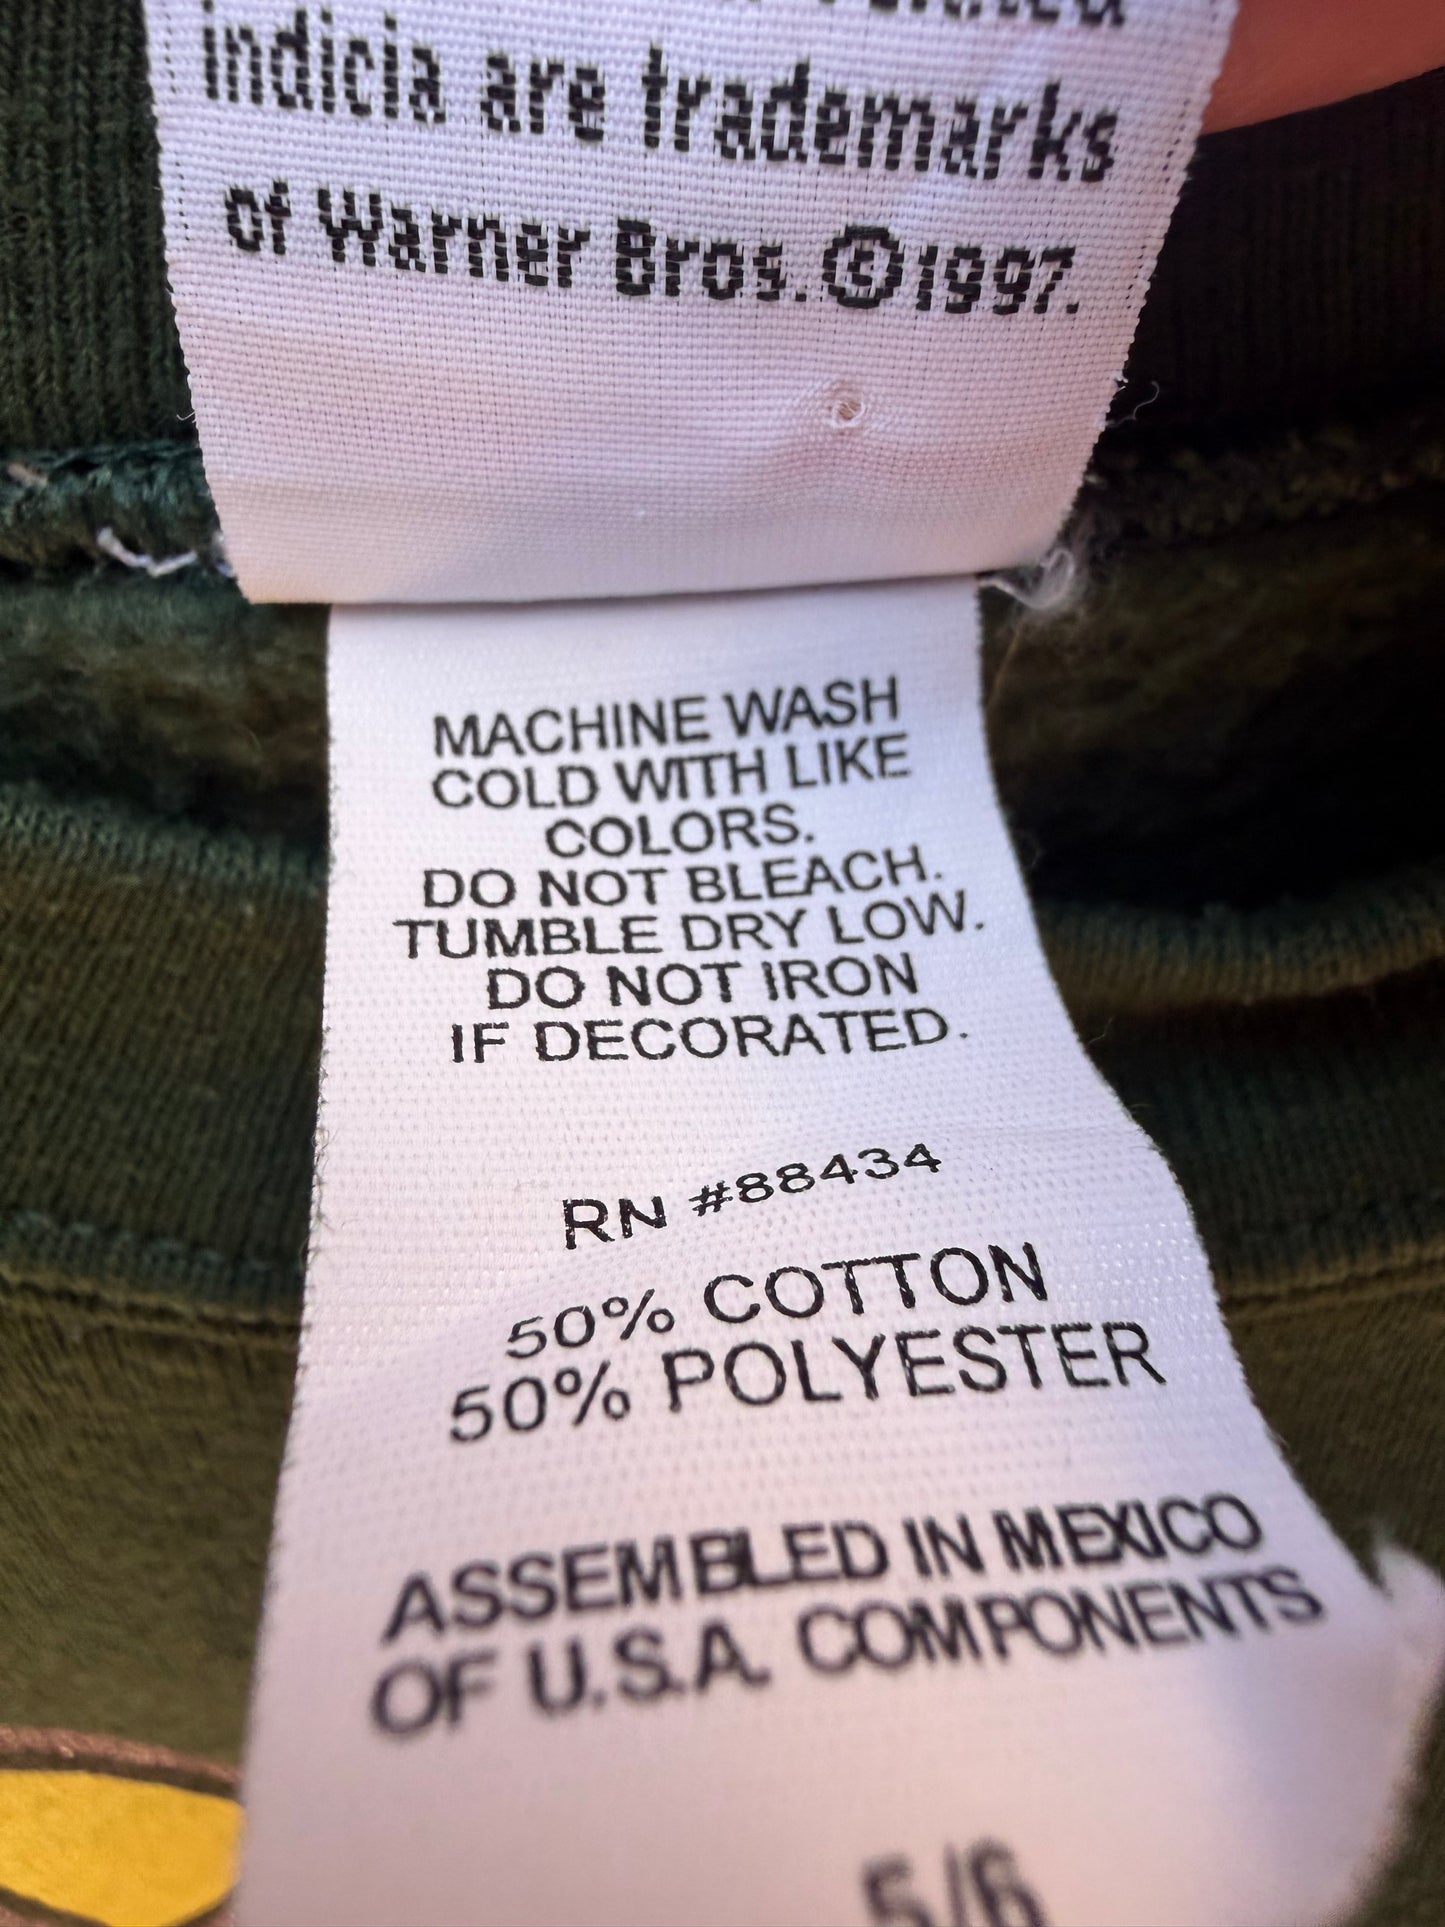 indicia are trademarks
of Warner Bros. ©1997.
MACHINE WASH
COLD WITH LIKE
COLORS.
DO NOT BLEACH.
TUMBLE DRY LOW.
DO NOT IRON
IF DECORATED.
RN #88434
50% COTTON
50% POLYESTER
ASSEMBLED IN MEXICO
OF U.S.A. COMPONENTS
5/6